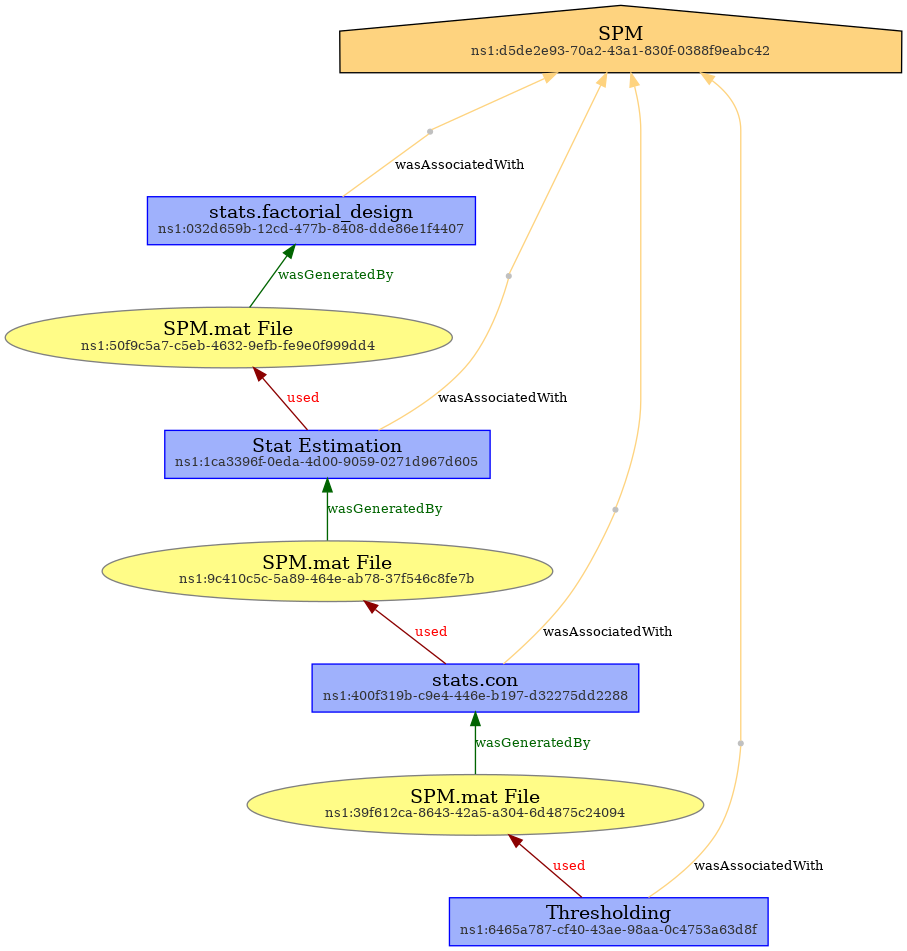 SPM
ns1:d5de2e93-70a2-43a1-830f-0388f9eabc42
wasAssociatedWith
stats.factorial_design
ns1:032d659b-12cd-477b-8408-dde86e1f4407
wasGeneratedBy
SPM.mat File
ns1:50f9c5a7-c5eb-4632-9efb-fe9e0f999dd4
used
wasAssociatedWith
Stat Estimation
ns1:1ca3396f-0eda-4d00-9059-0271d967d605
wasGeneratedBy
SPM.mat File
ns1:9c410c5c-5a89-464e-ab78-37f546c8fe7b
used
wasAssociatedWith
stats.con
ns1:400f319b-c9e4-446e-b197-d32275dd2288
wasGeneratedBy
SPM.mat File
ns1:39f612ca-8643-42a5-a304-6d4875c24094
used
wasAssociatedWith
Thresholding
ns1:6465a787-cf40-43ae-98aa-0c4753a63d8f